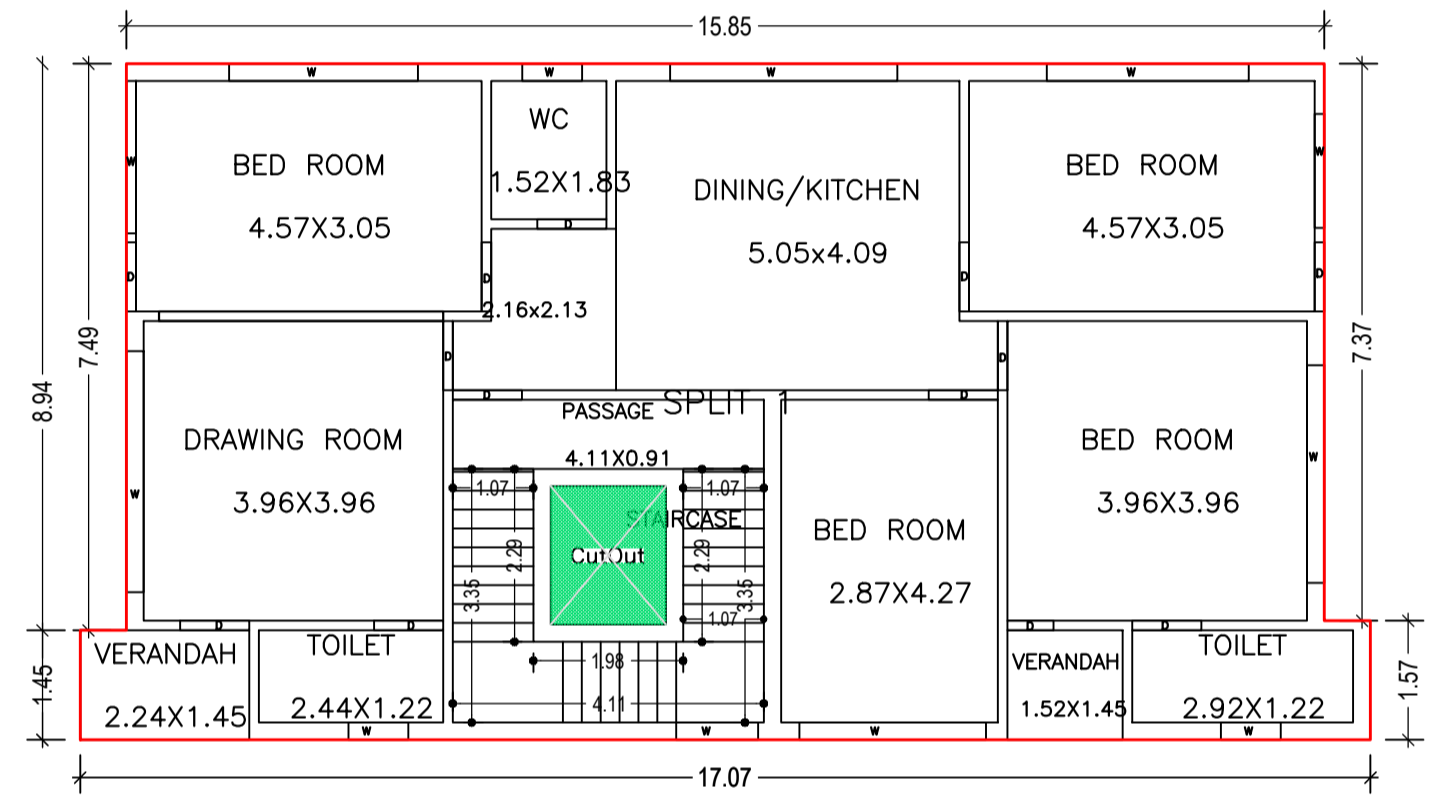 15.85
W
W
W
W
BED ROOM
4.57X3.05
WC
1.52X1.83
DINING/KITCHEN
5.05x4.09
BED ROOM
4.57X3.05
W
W
D
D
D
D
D
2.16x2.13
7.49
8.94
7.37
D
D
D
D
SPLIT 1
PASSAGE
4.11X0.91
DRAWING ROOM
3.96X3.96
BED ROOM
3.96X3.96
W
W
1.07
1.07
STAIRCASE
CutOut
2.29
2.29
3.35
3.35
1.07
BED ROOM
2.87X4.27
D
D
D
D
VERANDAH
2.24X1.45
TOILET
2.44X1.22
1.98
4.11
VERANDAH
1.52X1.45
TOILET
2.92X1.22
1.45
1.57
W
W
W
W
17.07